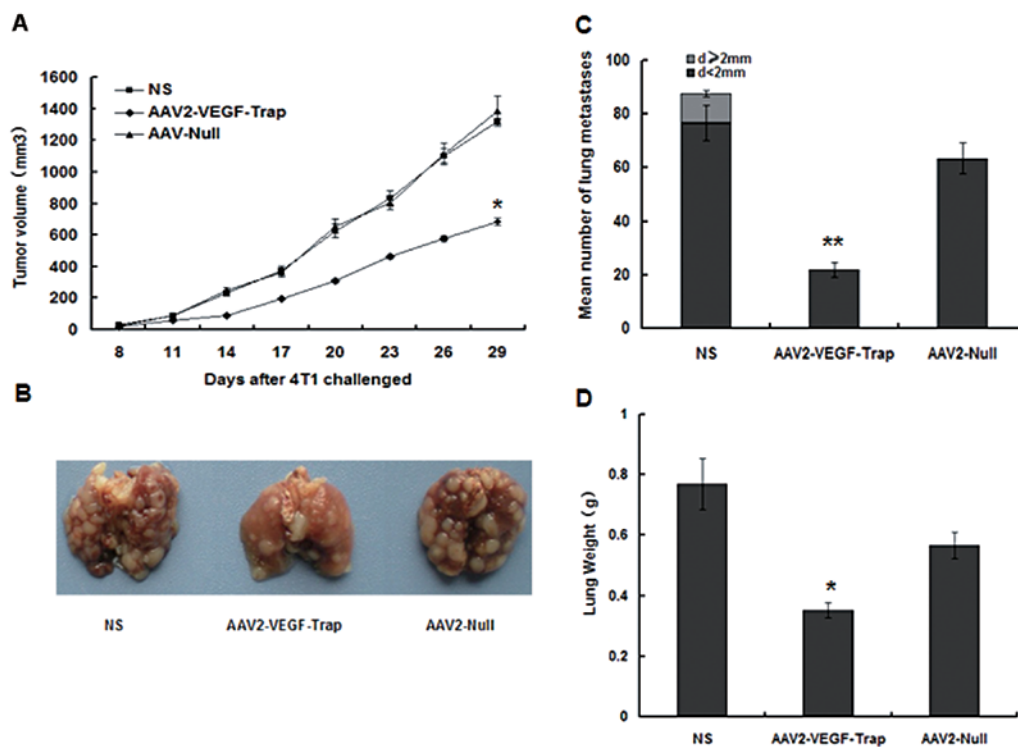 A
Tumor volume (mm3)
1600
1400
1200
1000
800
600
400
200
0
NS
AAV2-VEGF-Trap
AAV-Null
*
8 11 14 17 20 23 26 29
Days after 4T1 challenged
B
NS AAV2-VEGF-Trap AAV2-Null
C
Mean number of lung metastases
d≥2mm
d<2mm
100
80
60
40
20
0
**
NS AAV2-VEGF-Trap AAV2-Null
D
Lung Weight (g)
1
0.8
0.6
0.4
0.2
0
*
NS AAV2-VEGF-Trap AAV2-Null